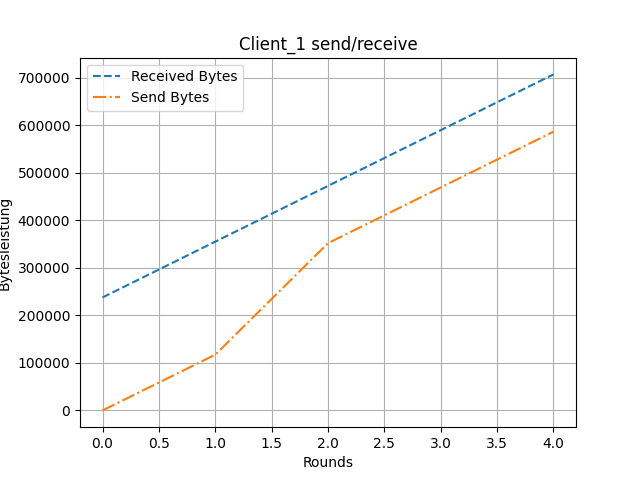 Client_1 send/receive
Received Bytes
Send Bytes
700000
600000
500000
400000
300000
200000
100000
0
Bytesleistung
0.0 0.5 1.0 1.5 2.0 2.5 3.0 3.5 4.0
Rounds